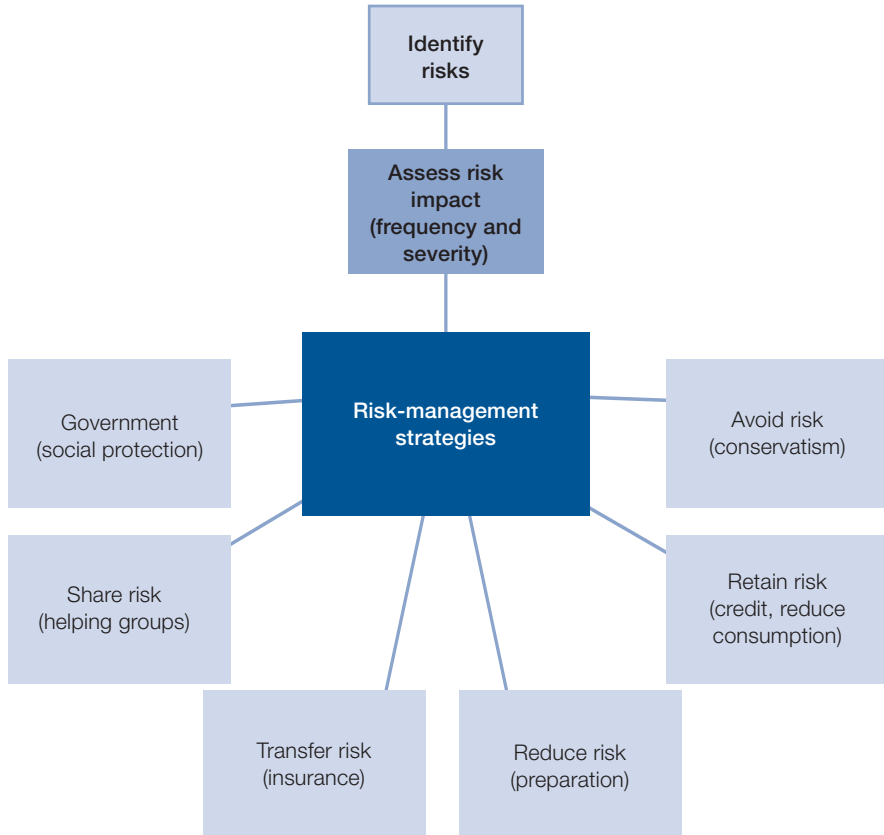 Identify
risks
Assess risk
impact
(frequency and
severity)
Risk-management
strategies
Government
(social protection)
Avoid risk
(conservatism)
Share risk
(helping groups)
Retain risk
(credit, reduce
consumption)
Transfer risk
(insurance)
Reduce risk
(preparation)